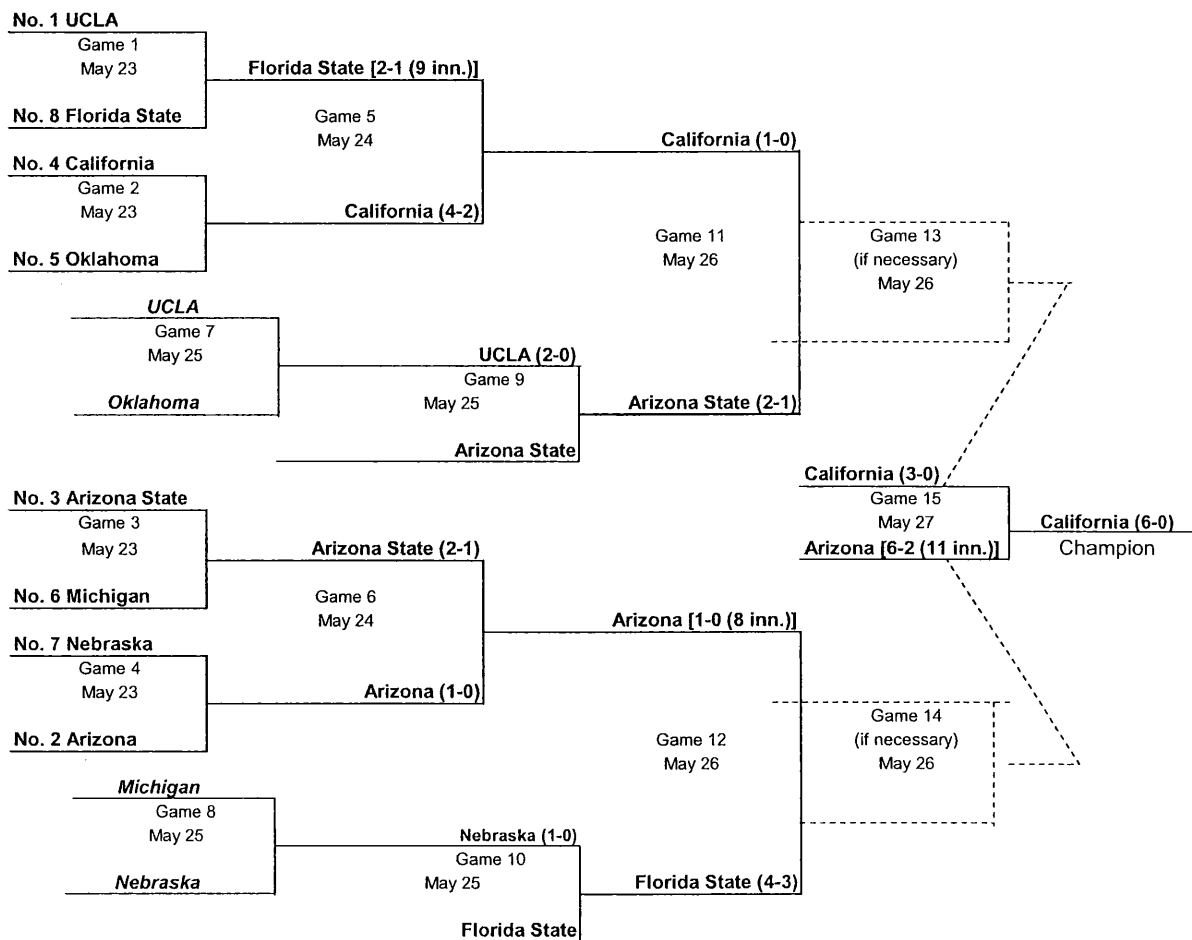 No. 1 UCLA
Game 1
May 23
Florida State [2-1 (9 inn.)]
No. 8 Florida State
Game 5
May 24
California (1-0)
No. 4 California
Game 2
May 23
California (4-2)
No. 5 Oklahoma
Game 11
May 26
Game 13
(if necessary)
May 26
UCLA
Game 7
May 25
UCLA (2-0)
Oklahoma
Game 9
May 25
Arizona State (2-1)
Arizona State
California (3-0)
Game 15
May 27
California (6-0)
Arizona [6-2 (11 inn.)]
Champion
No. 3 Arizona State
Game 3
May 23
Arizona State (2-1)
No. 6 Michigan
Game 6
May 24
Arizona [1-0 (8 inn.)]
No. 7 Nebraska
Game 4
May 23
Arizona (1-0)
No. 2 Arizona
Game 12
May 26
Game 14
(if necessary)
May 26
Michigan
Game 8
May 25
Nebraska (1-0)
Nebraska
Game 10
May 25
Florida State (4-3)
Florida State